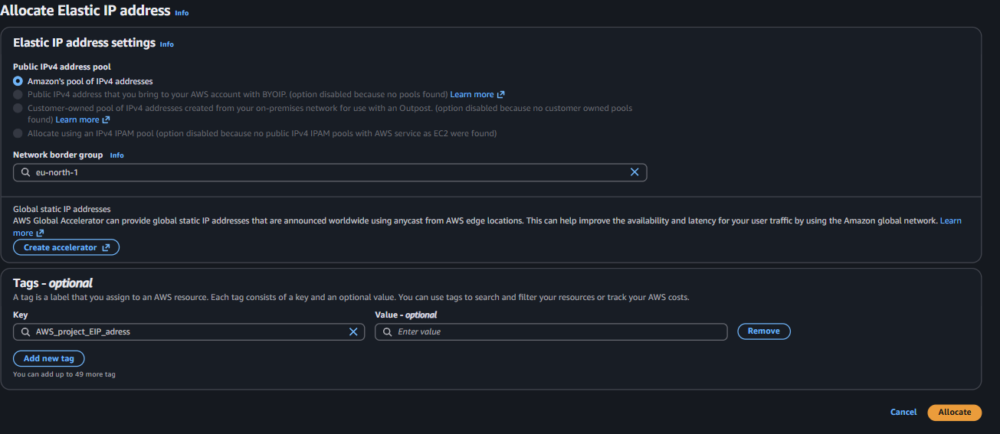 Allocate Elastic IP address Info
Elastic IP address settings Info
Public IPv4 address pool
Amazon's pool of IPv4 addresses
Public IPv4 address that you bring to your AWS account with BYOIP. (option disabled because no pools found) Learn more
Customer-owned pool of IPv4 addresses created from your on-premises network for use with an Outpost. (option disabled because no customer owned pools
found) Learn more
Allocate using an IPv4 IPAM pool (option disabled because no public IPv4 IPAM pools with AWS service as EC2 were found)
Network border group Info
eu-north-1
Global static IP addresses
AWS Global Accelerator can provide global static IP addresses that are announced worldwide using anycast from AWS edge locations. This can help improve the availability and latency for your user traffic by using the Amazon global network. Learn
more
Create accelerator
Tags - optional
A tag is a label that you assign to an AWS resource. Each tag consists of a key and an optional value. You can use tags to search and filter your resources or track your AWS costs.
Key Value - optional
AWS_project_EIP_adress Enter value Remove
Add new tag
You can add up to 49 more tag
Cancel Allocate